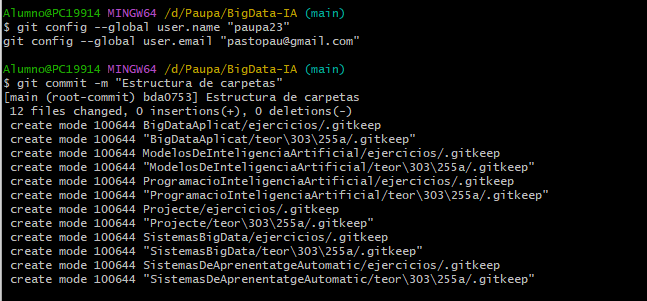 Alumno@PC19914 MINGW64 /d/Paupa/BigData-IA (main)
$ git config --global user.name "paupa23"
git config --global user.email "pastopau@gmail.com"
Alumno@PC19914 MINGW64 /d/Paupa/BigData-IA (main)
$ git commit -m "Estructura de carpetas"
[main (root-commit) bda0753] Estructura de carpetas
 12 files changed, 0 insertions(+), 0 deletions(-)
 create mode 100644 BigDataAplicat/ejercicios/.gitkeep
 create mode 100644 "BigDataAplicat/teor\303\255a/.gitkeep"
 create mode 100644 ModelosDeInteligenciaArtificial/ejercicios/.gitkeep
 create mode 100644 "ModelosDeInteligenciaArtificial/teor\303\255a/.gitkeep"
 create mode 100644 ProgramacioInteligenciaArtificial/ejercicios/.gitkeep
 create mode 100644 "ProgramacioInteligenciaArtificial/teor\303\255a/.gitkeep"
 create mode 100644 Projecte/ejercicios/.gitkeep
 create mode 100644 "Projecte/teor\303\255a/.gitkeep"
 create mode 100644 SistemasBigData/ejercicios/.gitkeep
 create mode 100644 "SistemasBigData/teor\303\255a/.gitkeep"
 create mode 100644 SistemasDeAprenentatgeAutomatic/ejercicios/.gitkeep
 create mode 100644 "SistemasDeAprenentatgeAutomatic/teor\303\255a/.gitkeep"